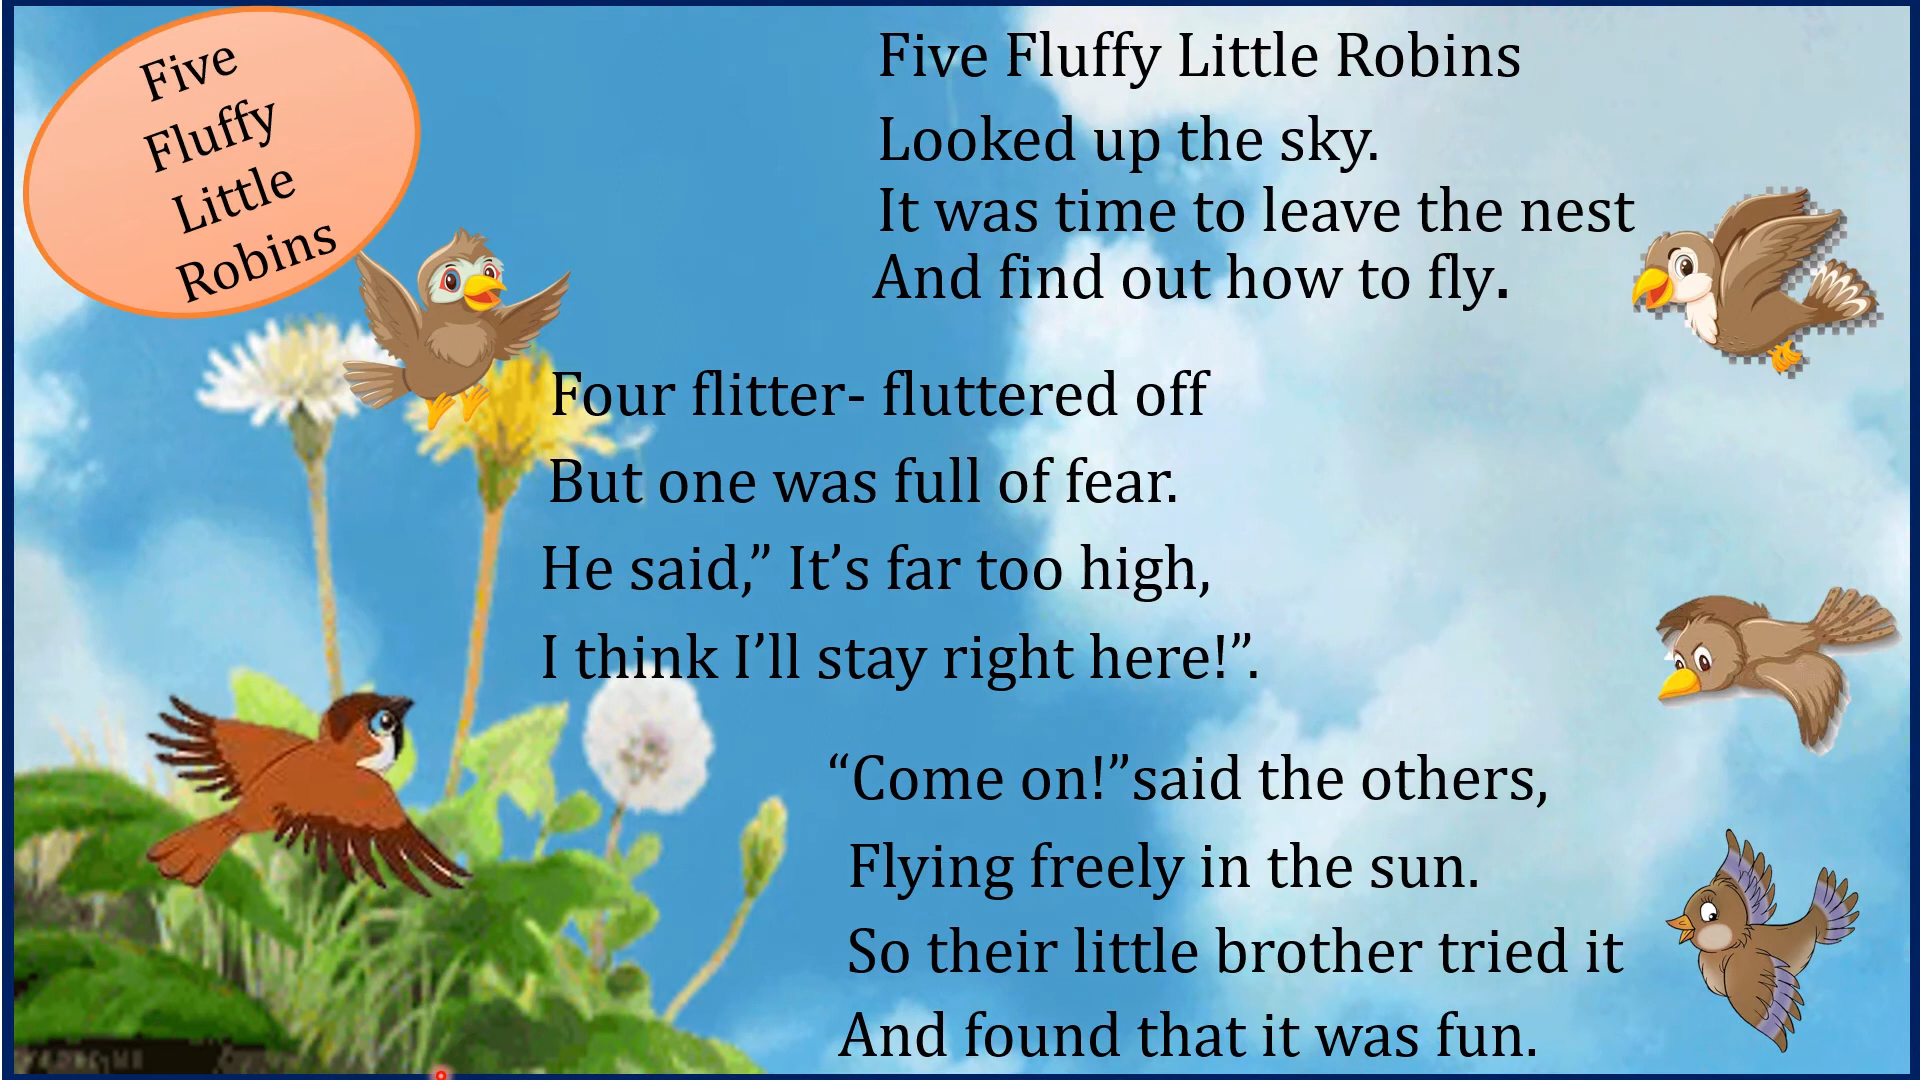 Five
Fluffy
Little
Robins
Five Fluffy Little Robins
Looked up the sky.
It was time to leave the nest
And find out how to fly.
Four flitter- fluttered off
But one was full of fear.
He said,” It’s far too high,
I think I’ll stay right here!”.
“Come on!”said the others,
Flying freely in the sun.
So their little brother tried it
And found that it was fun.